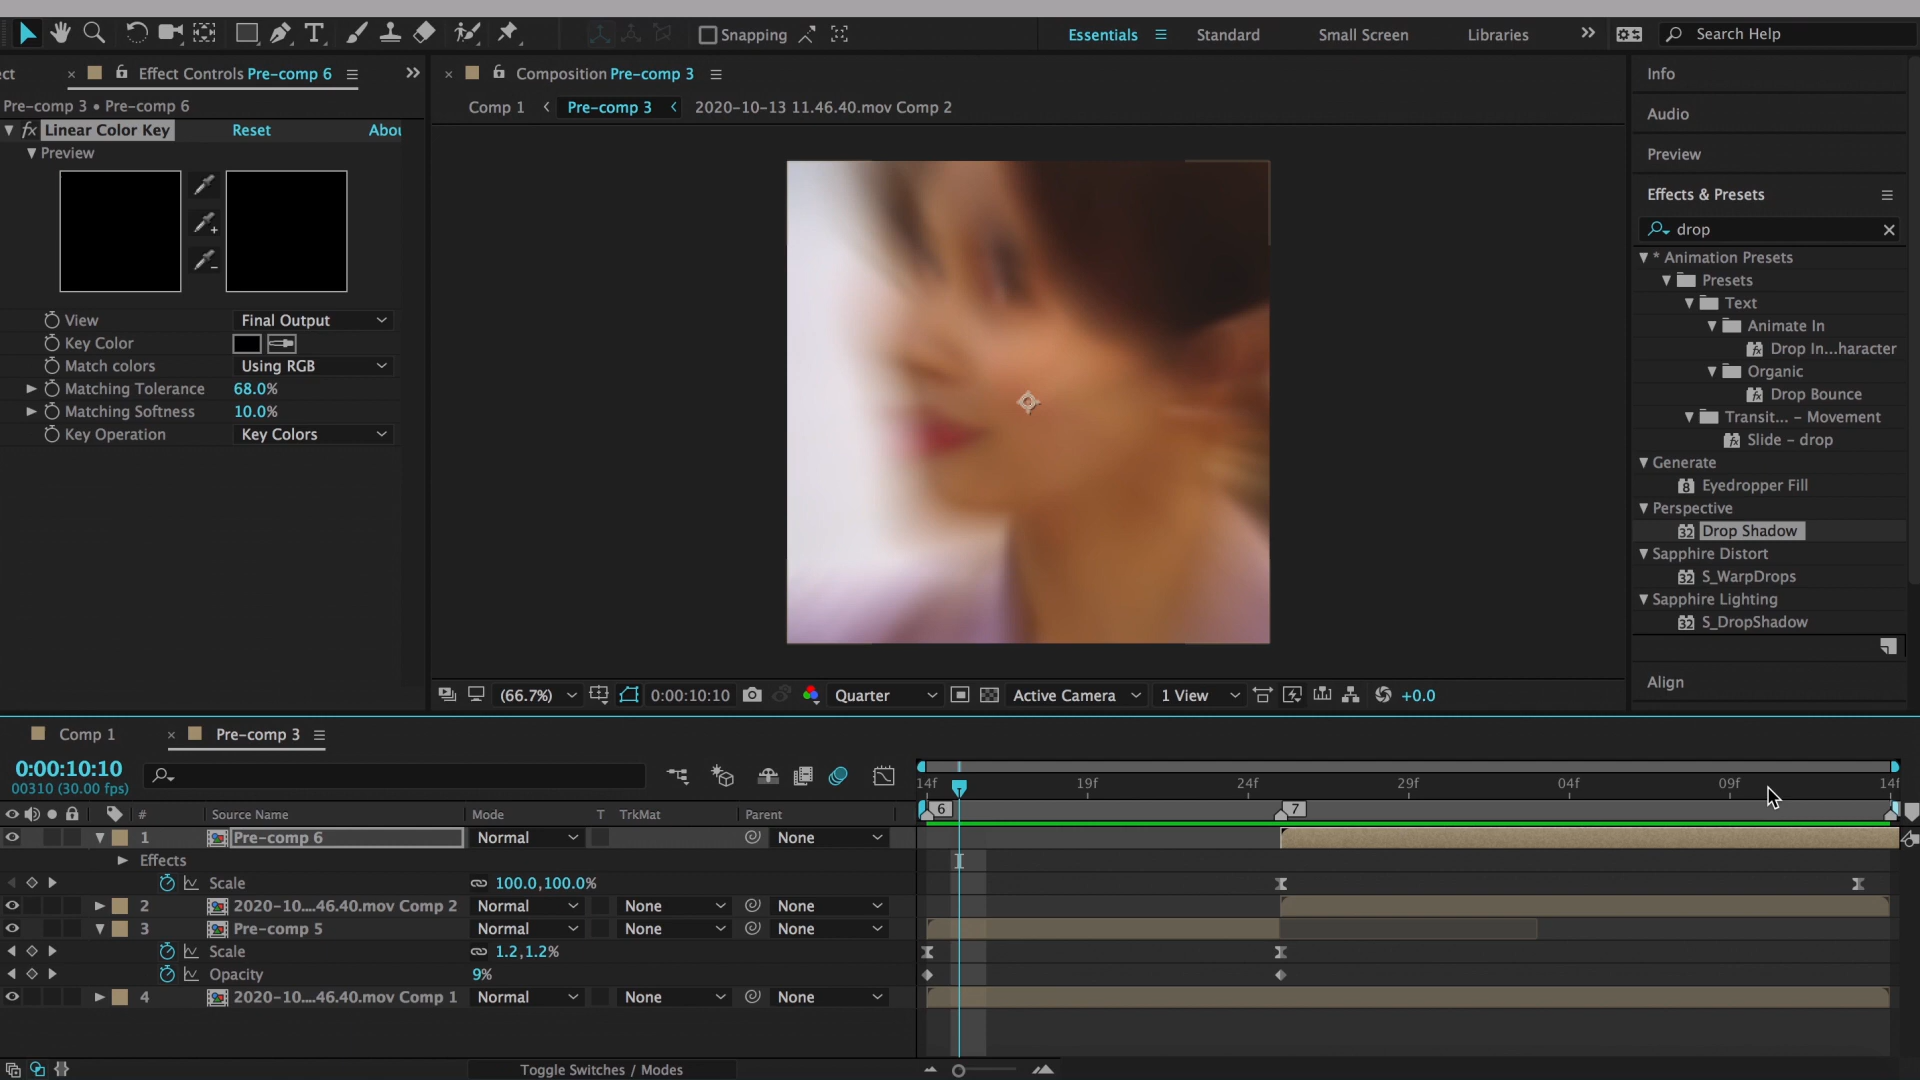 Snapping
Essentials
Standard
Small Screen
Libraries
Search Help
ect
Effect Controls Pre-comp 6
Composition Pre-comp 3
Info
Pre-comp 3 • Pre-comp 6
Comp 1
Pre-comp 3
2020-10-13 11.46.40.mov Comp 2
Audio
fx Linear Color Key
Reset
Abou
Preview
Preview
Effects & Presets
drop
* Animation Presets
Presets
Text
Animate In
Drop In...haracter
Organic
Drop Bounce
Transit... – Movement
Slide – drop
Generate
Eyedropper Fill
Perspective
Drop Shadow
Sapphire Distort
S_WarpDrops
Sapphire Lighting
S_DropShadow
Align
View
Final Output
Key Color
Match colors
Using RGB
Matching Tolerance
68.0%
Matching Softness
10.0%
Key Operation
Key Colors
(66.7%)
0:00:10:10
Quarter
Active Camera
1 View
+0.0
Comp 1
Pre-comp 3
0:00:10:10
00310 (30.00 fps)
14f
19f
24f
29f
04f
09f
14f
6
7
# Source Name Mode T TrkMat Parent
1 Pre-comp 6 Normal None
Effects
Scale 100.0,100.0%
2 2020-10....46.40.mov Comp 2 Normal None None
3 Pre-comp 5 Normal None None
Scale 1.2,1.2%
Opacity 9%
4 2020-10....46.40.mov Comp 1 Normal None None
Toggle Switches / Modes